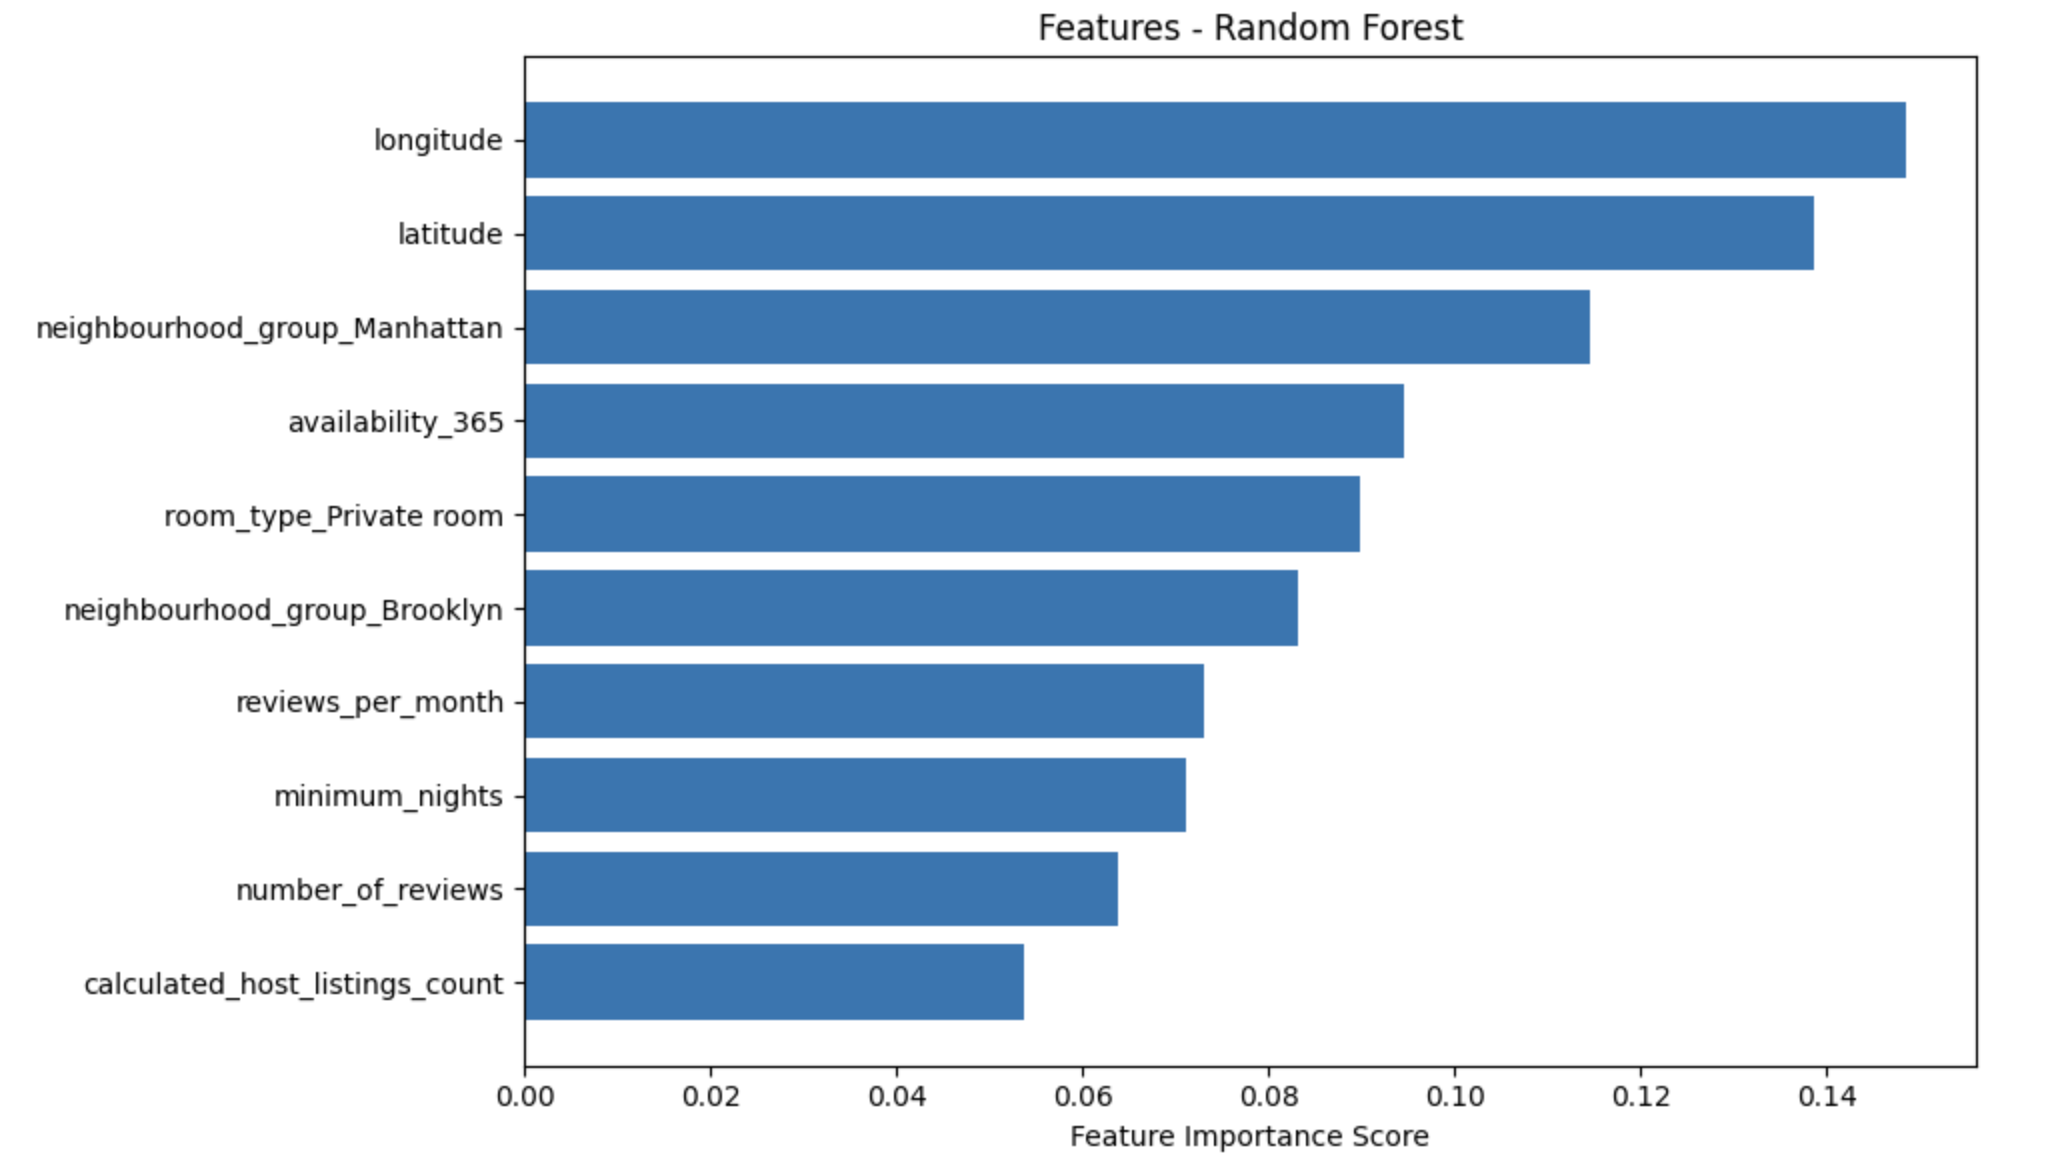 Features - Random Forest
longitude
latitude
neighbourhood_group_Manhattan
availability_365
room_type_Private room
neighbourhood_group_Brooklyn
reviews_per_month
minimum_nights
number_of_reviews
calculated_host_listings_count
0.00 0.02 0.04 0.06 0.08 0.10 0.12 0.14
Feature Importance Score